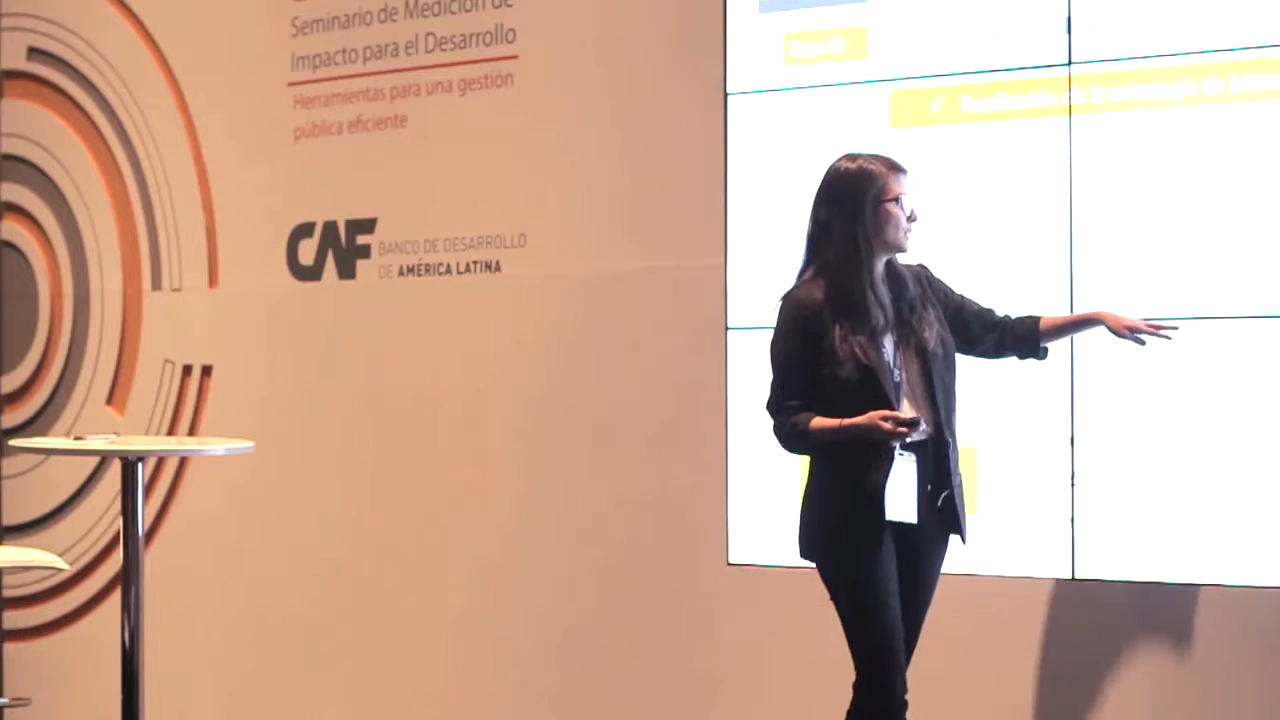 Seminario de Medición de
Impacto para el Desarrollo
Herramientas para una gestión
pública eficiente
CAF
BANCO DE DESARROLLO
DE AMÉRICA LATINA